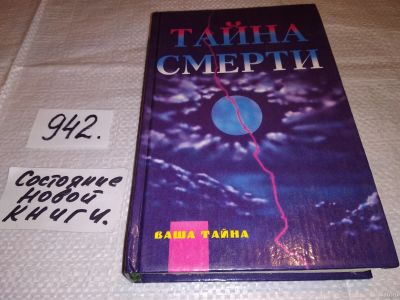 ТАЙНА
СМЕРТИ
942.
Состояние
новой
книги.
ВАША ТАЙНА